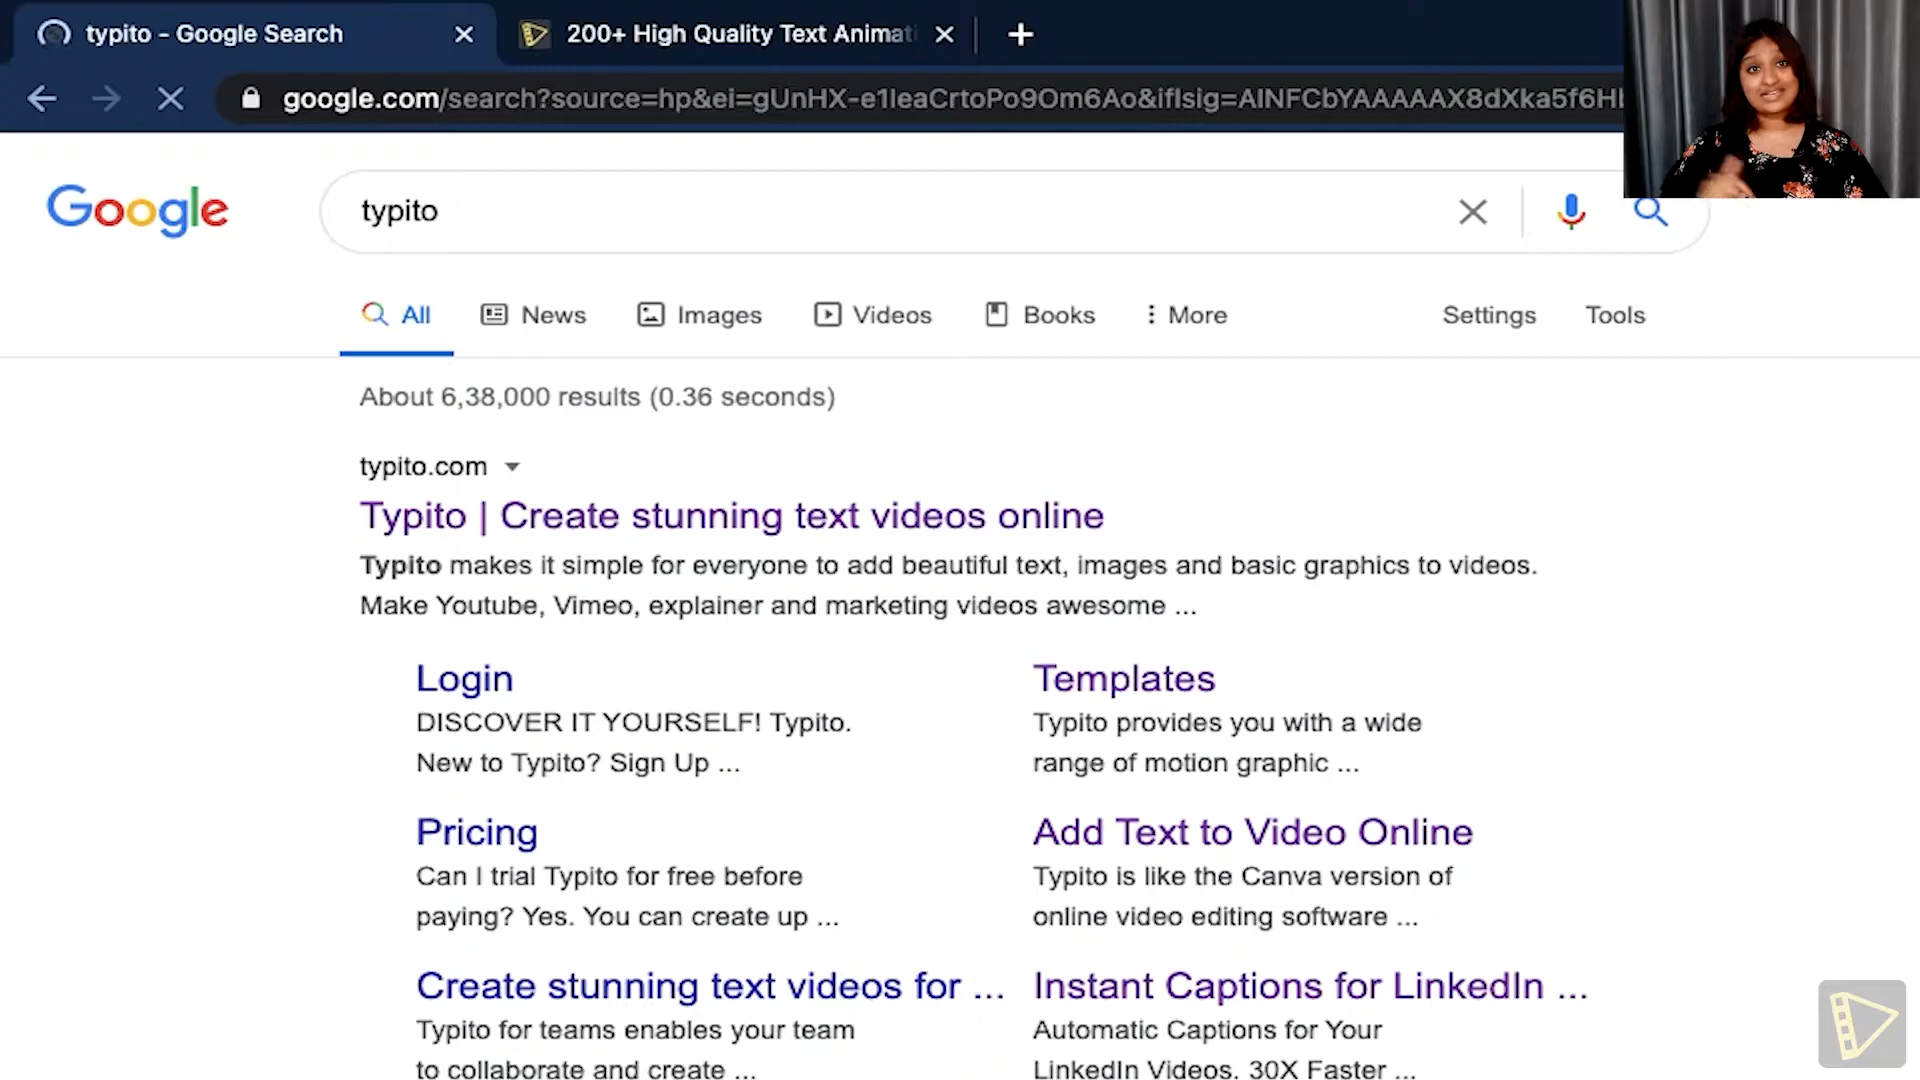 typito - Google Search
200+ High Quality Text Animati
google.com/search?source=hp&ei=gUnHX-e1IeaCrtoPo9Om6Ao&iflsig=AINFCbYAAAAAX8dXka5f6H
Google
typito
All
News
Images
Videos
Books
More
Settings
Tools
About 6,38,000 results (0.36 seconds)
typito.com
Typito | Create stunning text videos online
Typito makes it simple for everyone to add beautiful text, images and basic graphics to videos.
Make Youtube, Vimeo, explainer and marketing videos awesome ...
Login
DISCOVER IT YOURSELF! Typito.
New to Typito? Sign Up ...
Templates
Typito provides you with a wide
range of motion graphic ...
Pricing
Can I trial Typito for free before
paying? Yes. You can create up ...
Add Text to Video Online
Typito is like the Canva version of
online video editing software ...
Create stunning text videos for ...
Typito for teams enables your team
to collaborate and create ...
Instant Captions for LinkedIn ...
Automatic Captions for Your
LinkedIn Videos. 30X Faster ...